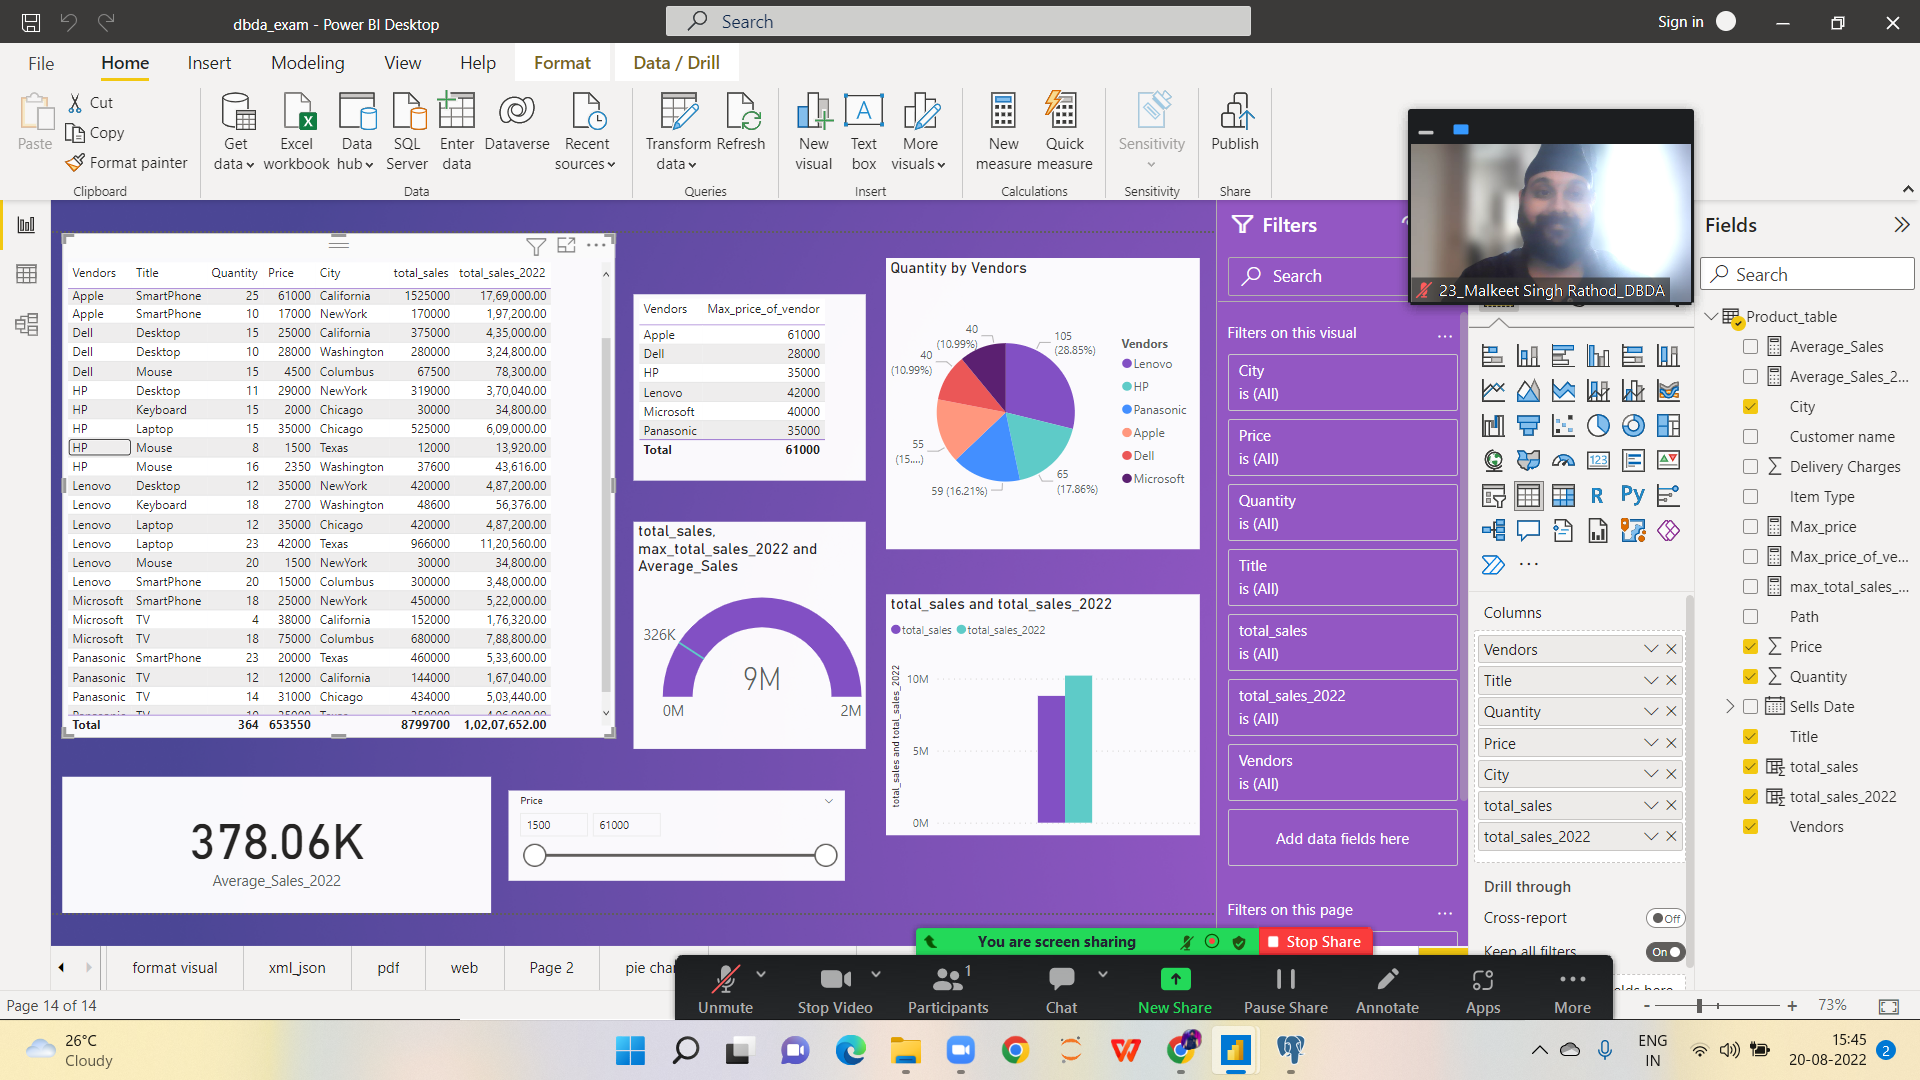 dbda_exam - Power BI Desktop
Search
Sign in
File
Home
Insert
Modeling
View
Help
Format
Data / Drill
Paste
Cut
Copy
Format painter
Clipboard
Get data
Excel workbook
Data hub
SQL Server
Enter data
Dataverse
Recent sources
Data
Transform data
Refresh
Queries
New visual
Text box
More visuals
Insert
New measure
Quick measure
Calculations
Sensitivity
Sensitivity
Publish
Share
23_Malkeet Singh Rathod_DBDA
Vendors Title Quantity Price City total_sales total_sales_2022
Apple SmartPhone 25 61000 California 1525000 17,69,000.00
Apple SmartPhone 10 17000 NewYork 170000 1,97,200.00
Dell Desktop 15 25000 California 375000 4,35,000.00
Dell Desktop 10 28000 Washington 280000 3,24,800.00
Dell Mouse 15 4500 Columbus 67500 78,300.00
HP Desktop 11 29000 NewYork 319000 3,70,040.00
HP Keyboard 15 2000 Chicago 30000 34,800.00
HP Laptop 15 35000 Chicago 525000 6,09,000.00
HP Mouse 8 1500 Texas 12000 13,920.00
HP Mouse 16 2350 Washington 37600 43,616.00
Lenovo Desktop 12 35000 NewYork 420000 4,87,200.00
Lenovo Keyboard 18 2700 Washington 48600 56,376.00
Lenovo Laptop 12 35000 Chicago 420000 4,87,200.00
Lenovo Laptop 23 42000 Texas 966000 11,20,560.00
Lenovo Mouse 20 1500 NewYork 30000 34,800.00
Lenovo SmartPhone 20 15000 Columbus 300000 3,48,000.00
Microsoft SmartPhone 18 25000 NewYork 450000 5,22,000.00
Microsoft TV 4 38000 California 152000 1,76,320.00
Microsoft TV 18 75000 Columbus 680000 7,88,800.00
Panasonic SmartPhone 23 20000 Texas 460000 5,33,600.00
Panasonic TV 12 12000 California 144000 1,67,040.00
Panasonic TV 14 31000 Chicago 434000 5,03,440.00
Total 364 653550 8799700 1,02,07,652.00
Vendors Max_price_of_vendor
Apple 61000
Dell 28000
HP 35000
Lenovo 42000
Microsoft 40000
Panasonic 35000
Total 61000
Quantity by Vendors
40 (10.99%)
105 (28.85%)
40 (10.99%)
55 (15....)
59 (16.21%)
65 (17.86%)
Vendors
Lenovo
HP
Panasonic
Apple
Dell
Microsoft
total_sales,
max_total_sales_2022 and
Average_Sales
326K
9M
0M
2M
total_sales and total_sales_2022
total_sales total_sales_2022
total_sales and total_sales_2022
10M
5M
0M
378.06K
Average_Sales_2022
Price
1500
61000
Filters
Search
Filters on this visual
City
is (All)
Price
is (All)
Quantity
is (All)
Title
is (All)
total_sales
is (All)
total_sales_2022
is (All)
Vendors
is (All)
Add data fields here
Filters on this page
Columns
Vendors
Title
Quantity
Price
City
total_sales
total_sales_2022
Drill through
Cross-report
Off
Keep all filters
On
Fields
Search
Product_table
Average_Sales
Average_Sales_2...
City
Customer name
Delivery Charges
Item Type
Max_price
Max_price_of_ve...
max_total_sales_...
Path
Price
Quantity
Sells Date
Title
total_sales
total_sales_2022
Vendors
You are screen sharing
Stop Share
format visual
xml_json
pdf
web
Page 2
pie cha
Page 14 of 14
Unmute
Stop Video
Participants
1
Chat
New Share
Pause Share
Annotate
Apps
More
73%
26°C
Cloudy
ENG
IN
15:45
20-08-2022
2